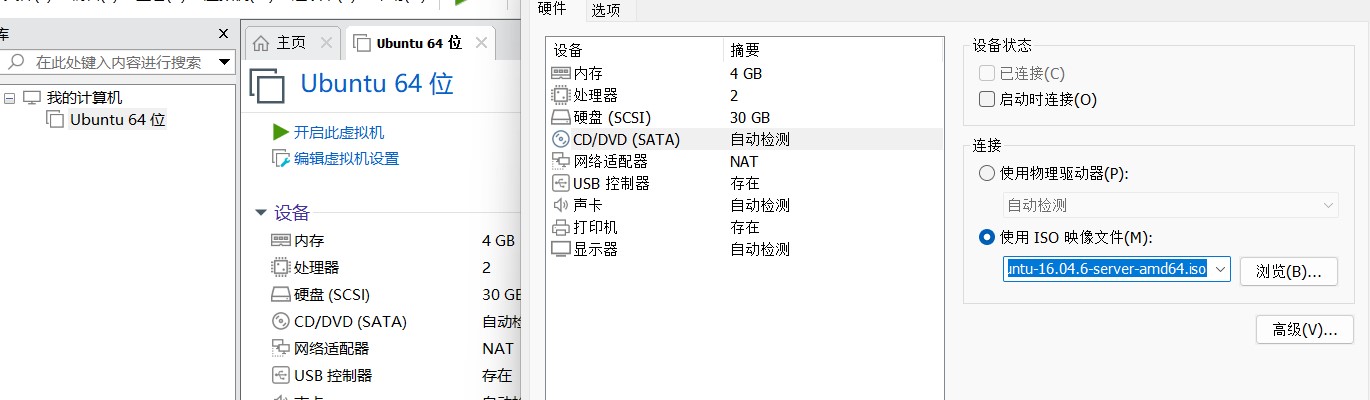 库
在此处键入内容进行搜索
我的计算机
Ubuntu 64 位
主页
Ubuntu 64 位
Ubuntu 64 位
开启此虚拟机
编辑虚拟机设置
设备
内存 4 GB
处理器 2
硬盘 (SCSI) 30 GB
CD/DVD (SATA) 自动检
网络适配器 NAT
USB 控制器 存在
硬件 选项
设备 摘要
内存 4 GB
处理器 2
硬盘 (SCSI) 30 GB
CD/DVD (SATA) 自动检测
网络适配器 NAT
USB 控制器 存在
声卡 自动检测
打印机 存在
显示器 自动检测
设备状态
已连接(C)
启动时连接(O)
连接
使用物理驱动器(P):
自动检测
使用 ISO 映像文件(M):
untu-16.04.6-server-amd64.iso
浏览(B)...
高级(V)...